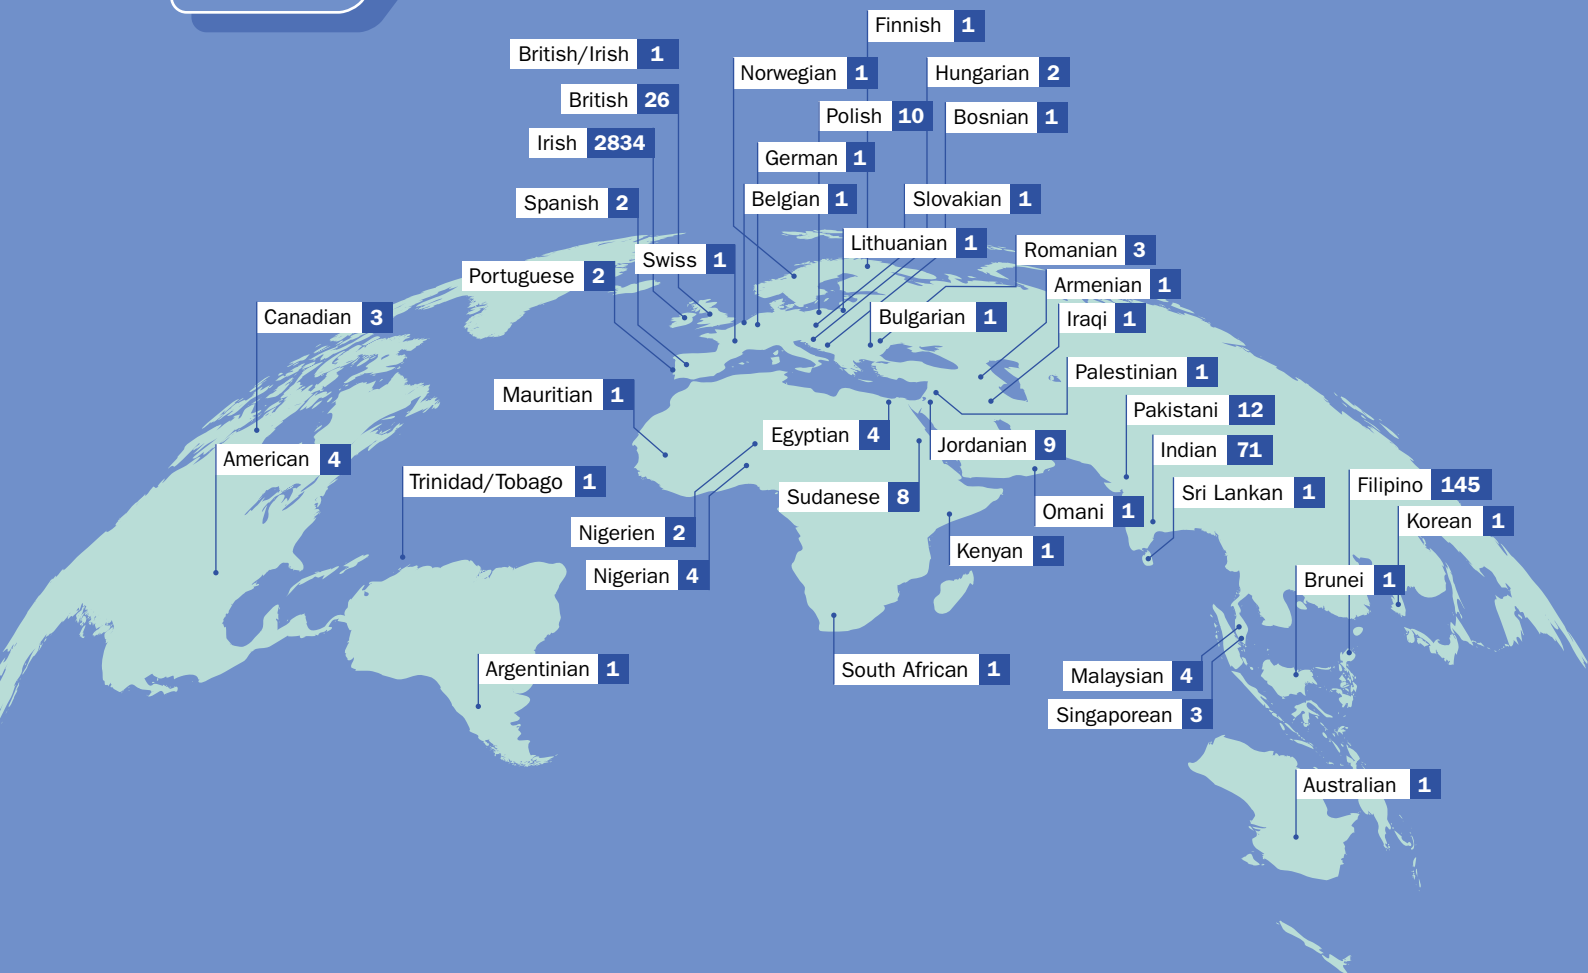 Finnish 1
British/Irish 1
Norwegian 1
Hungarian 2
British 26
Polish 10
Bosnian 1
Irish 2834
German 1
Spanish 2
Belgian 1
Slovakian 1
Lithuanian 1
Romanian 3
Swiss 1
Portuguese 2
Armenian 1
Canadian 3
Bulgarian 1
Iraqi 1
Palestinian 1
Mauritian 1
Pakistani 12
Egyptian 4
Jordanian 9
Indian 71
American 4
Trinidad/Tobago 1
Sudanese 8
Sri Lankan 1
Filipino 145
Omani 1
Korean 1
Nigerien 2
Kenyan 1
Nigerian 4
Brunei 1
Argentinian 1
South African 1
Malaysian 4
Singaporean 3
Australian 1